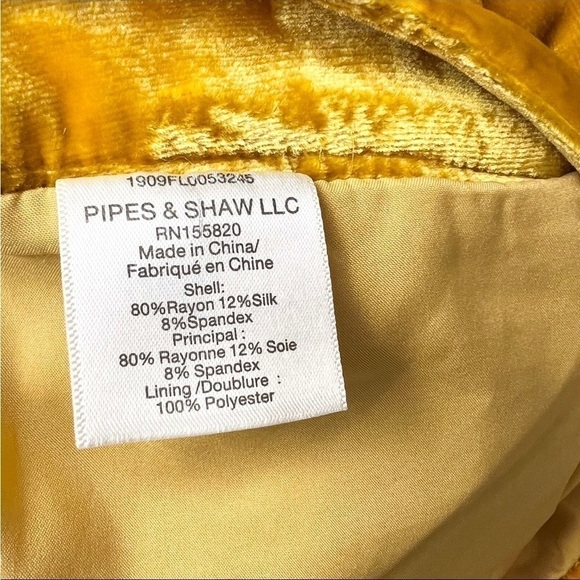 1909FL0053245
PIPES & SHAW LLC
RN155820
Made in China/
Fabriqué en Chine
Shell:
80%Rayon 12%Silk
8%Spandex
Principal :
80% Rayonne 12% Soie
8% Spandex
Lining /Doublure :
100% Polyester